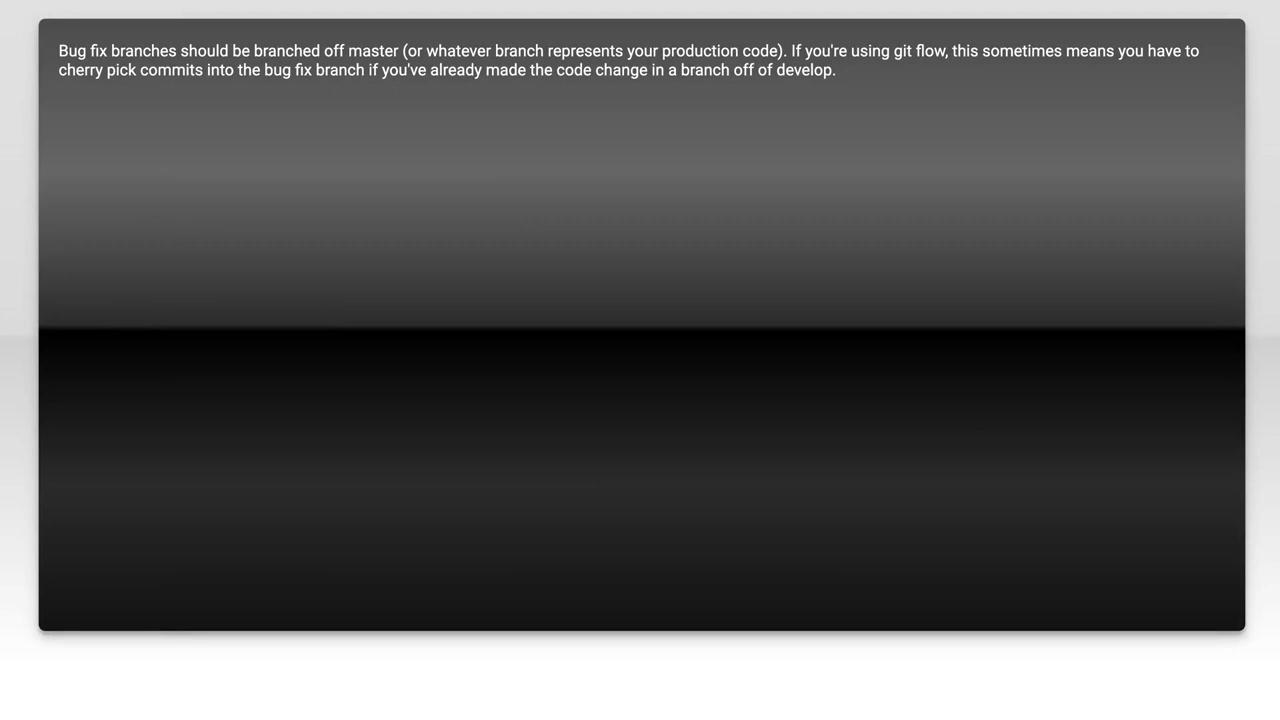 Bug fix branches should be branched off master (or whatever branch represents your production code). If you're using git flow, this sometimes means you have to
cherry pick commits into the bug fix branch if you've already made the code change in a branch off of develop.